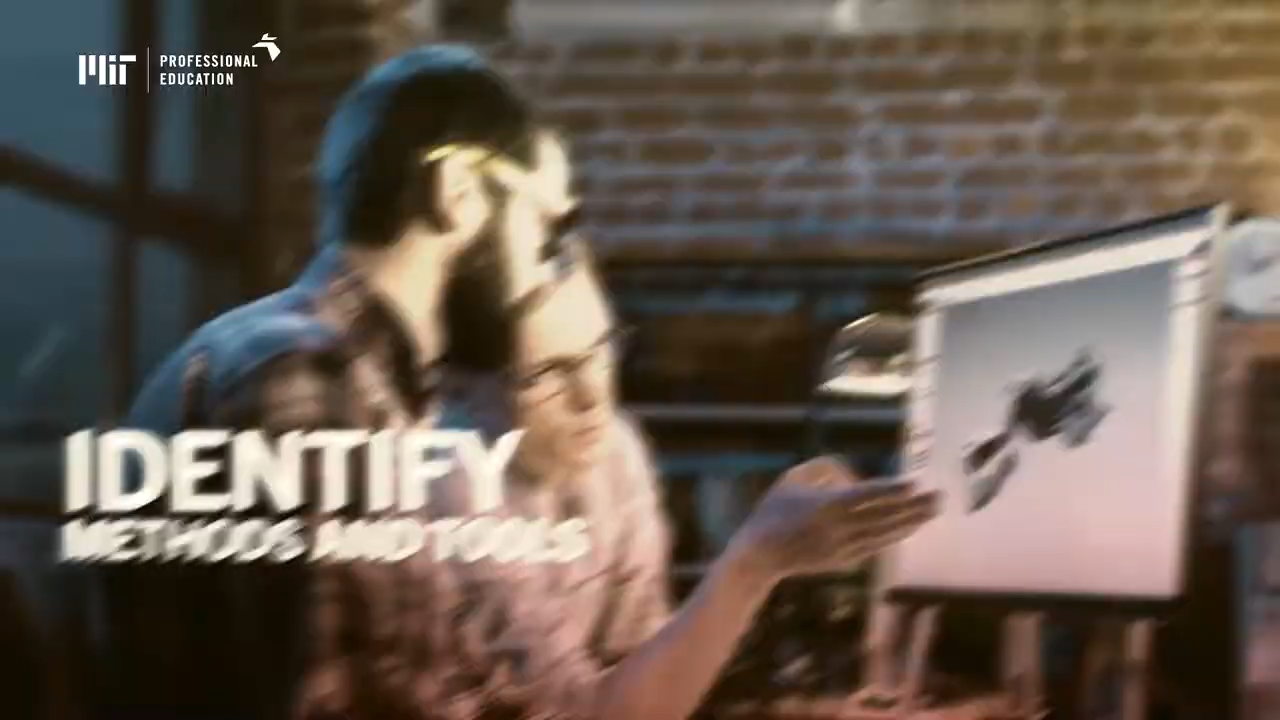 MIT
PROFESSIONAL
EDUCATION
IDENTIFY
METHODS AND TOOLS